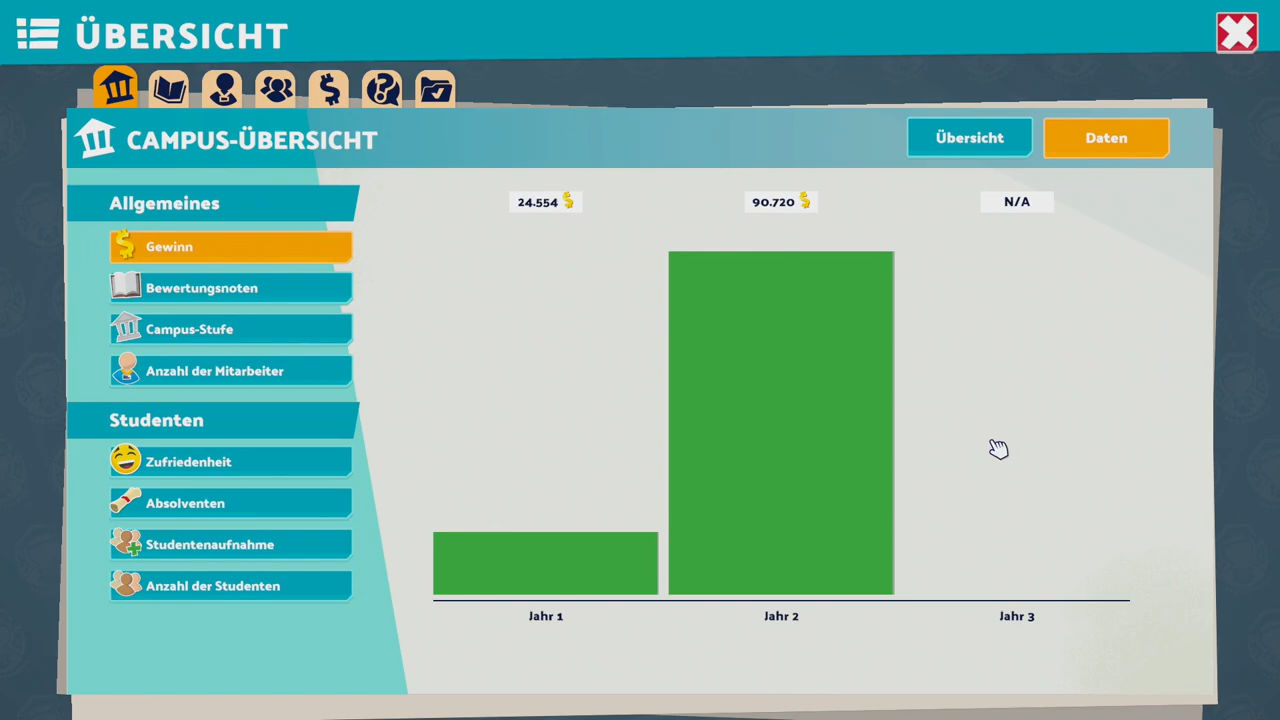 ÜBERSICHT
CAMPUS-ÜBERSICHT
Übersicht
Daten
Allgemeines
Gewinn
Bewertungsnoten
Campus-Stufe
Anzahl der Mitarbeiter
Studenten
Zufriedenheit
Absolventen
Studentenaufnahme
Anzahl der Studenten
24.554
90.720
N/A
Jahr 1
Jahr 2
Jahr 3